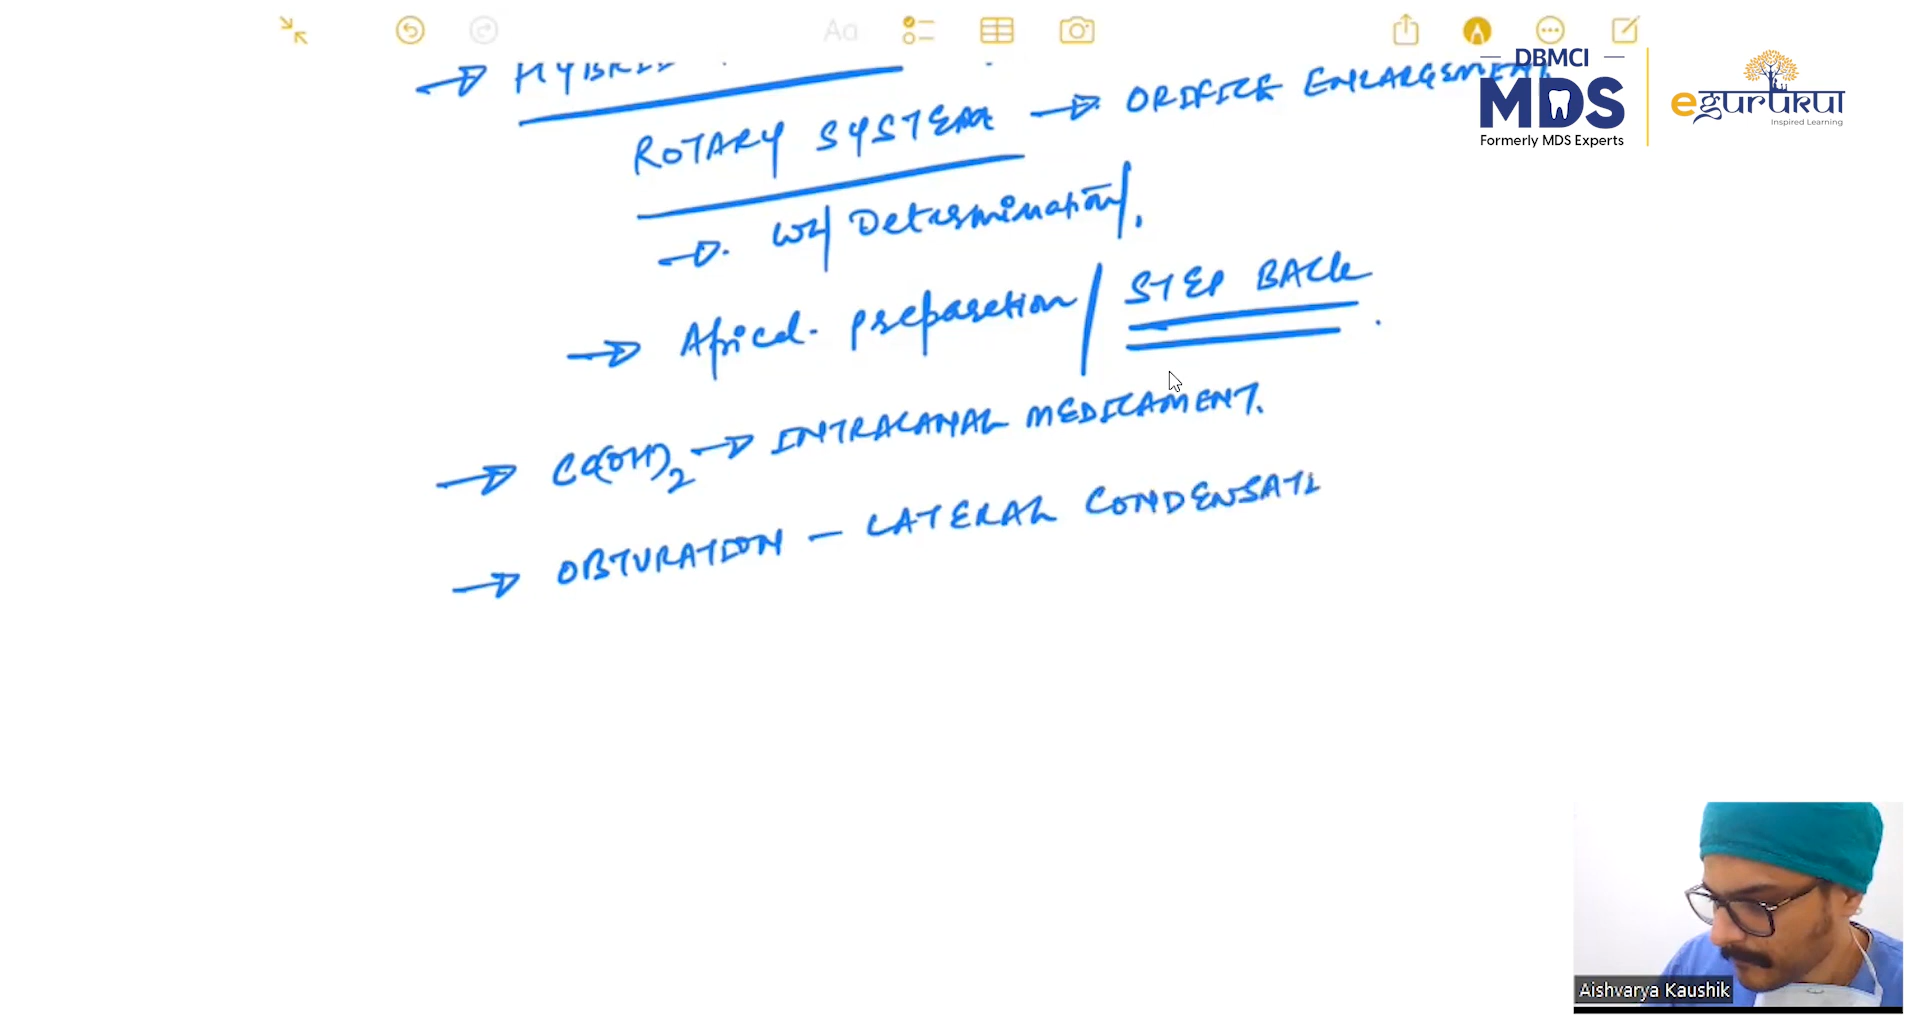 Aa
DBMCI
MDS
Formerly MDS Experts
egurukul
Inspired Learning
→ HYBRID
ROTARY SYSTEM → ORIFICE ENLARGEMENT
→ WL Determination.
→ Apical preparation / STEP BACK.
→ Ca(OH)2 → INTRACANAL MEDICAMENT.
→ OBTURATION – LATERAL CONDENSATI
Aishvarya Kaushik